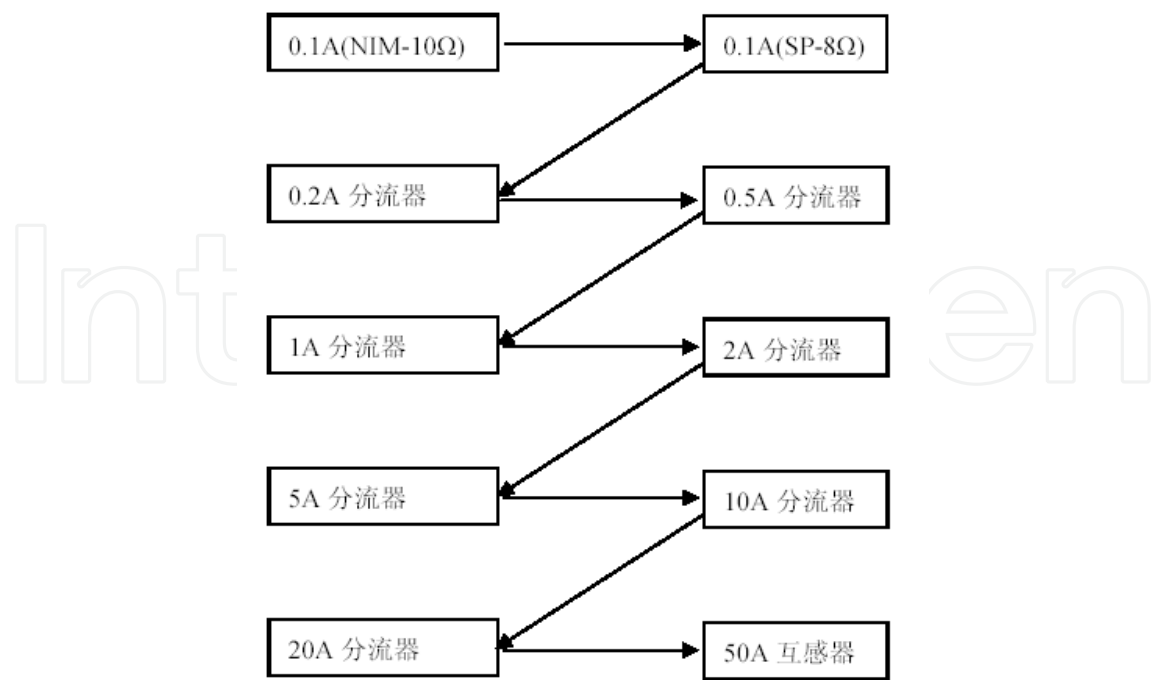 0.1A(NIM-10Ω)
0.1A(SP-8Ω)
0.2A 分流器
0.5A 分流器
1A 分流器
2A 分流器
5A 分流器
10A 分流器
20A 分流器
50A 互感器